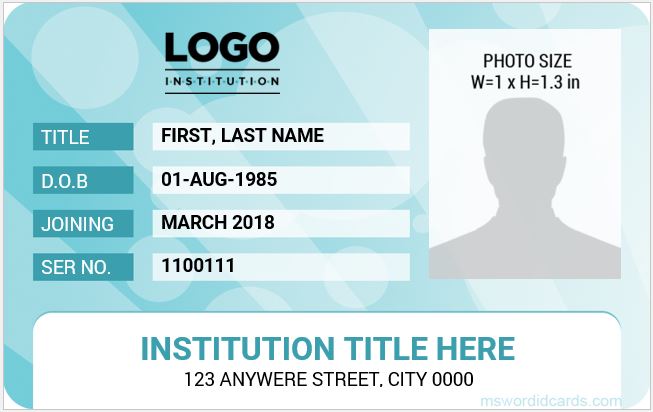 LOGO
INSTITUTION
PHOTO SIZE
W=1 x H=1.3 in
TITLE FIRST, LAST NAME
D.O.B 01-AUG-1985
JOINING MARCH 2018
SER NO. 1100111
INSTITUTION TITLE HERE
123 ANYWERE STREET, CITY 0000
mswordidcards.com